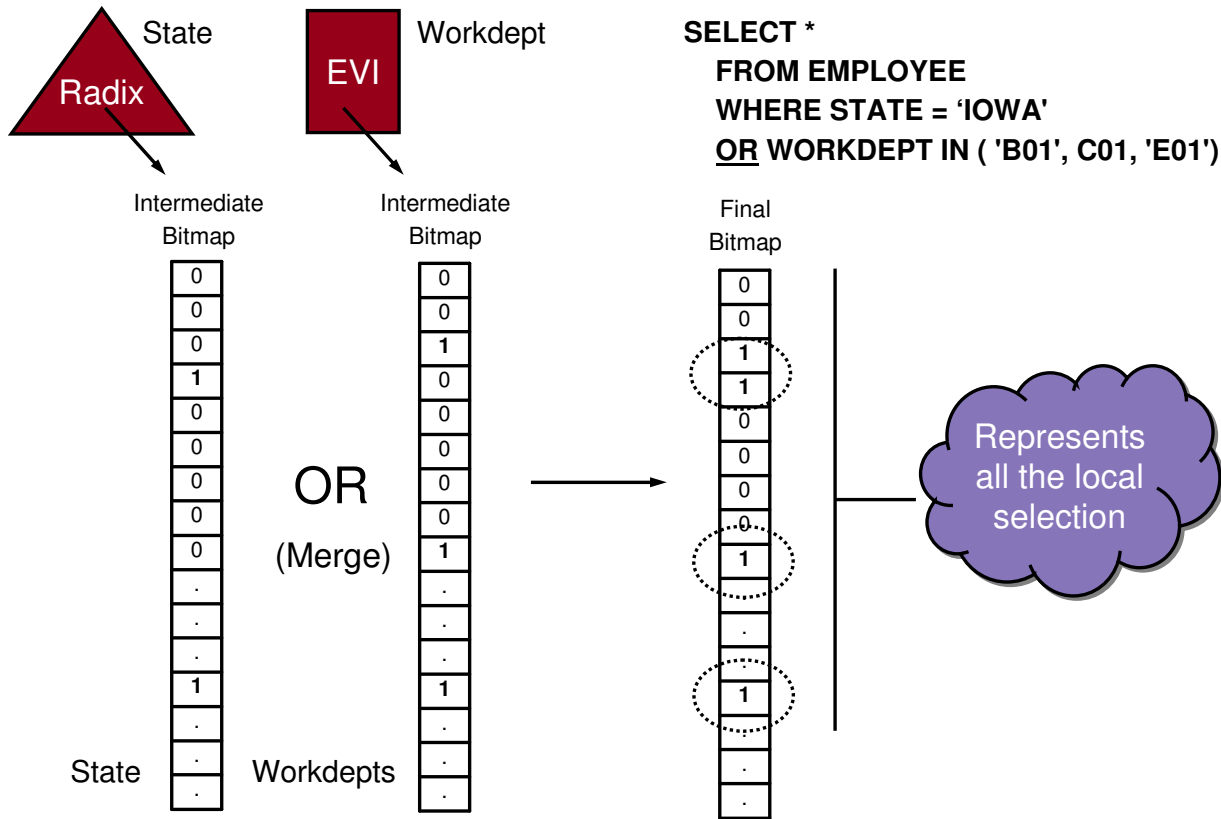 State
Radix
Workdept
EVI
SELECT *
FROM EMPLOYEE
WHERE STATE = ‘IOWA'
OR WORKDEPT IN ( 'B01', C01, 'E01')
Intermediate
Bitmap
0
0
0
1
0
0
0
0
0
.
.
.
1
.
.
.
State
OR
(Merge)
Intermediate
Bitmap
0
0
1
0
0
0
0
0
1
.
.
.
1
.
.
.
Workdepts
Final
Bitmap
0
0
1
1
0
0
0
0
1
.
.
.
1
.
.
.
Represents
all the local
selection